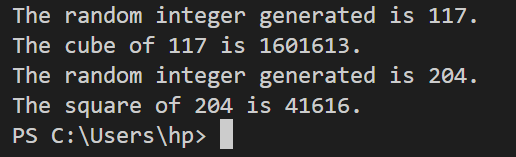 The random integer generated is 117.
The cube of 117 is 1601613.
The random integer generated is 204.
The square of 204 is 41616.
PS C:\Users\hp>